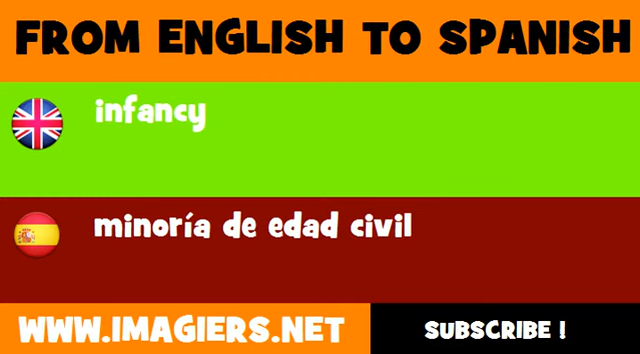 FROM ENGLISH TO SPANISH
infancy
minoría de edad civil
WWW.IMAGIERS.NET
SUBSCRIBE !